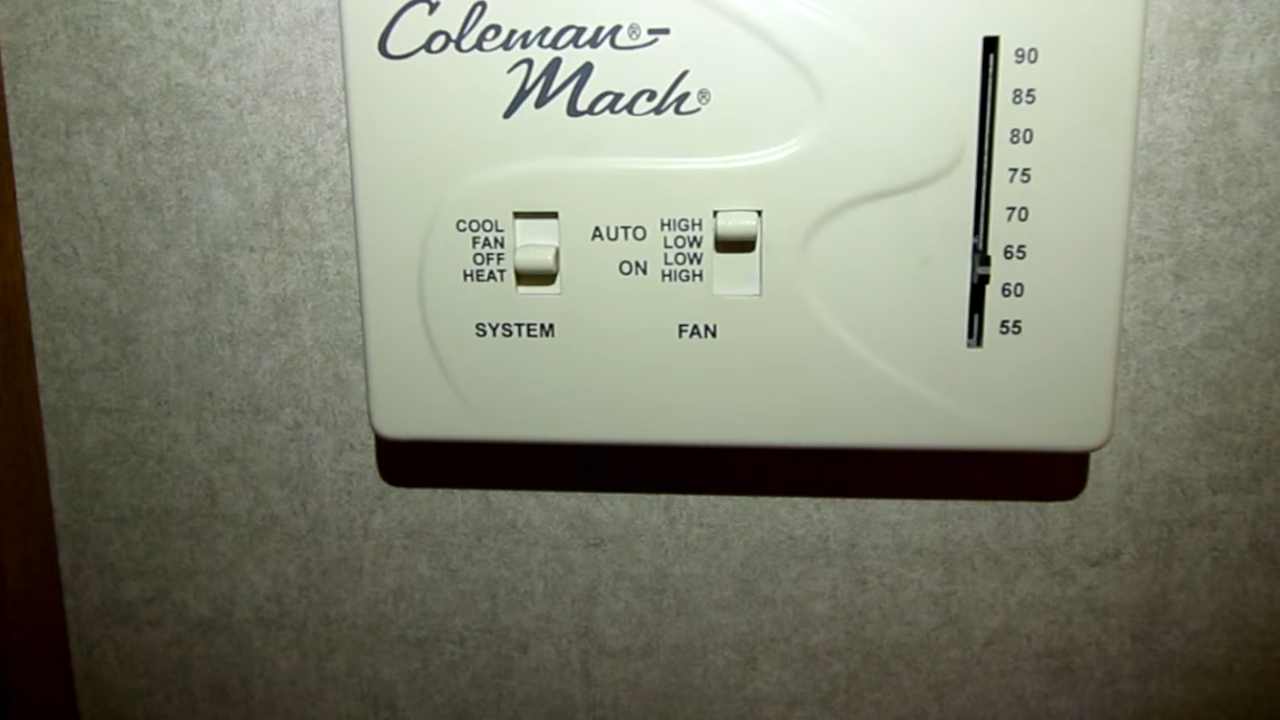 Coleman®-
Mach®
90
85
80
75
70
65
60
55
COOL
FAN
OFF
HEAT
AUTO HIGH
LOW
ON LOW
HIGH
SYSTEM
FAN